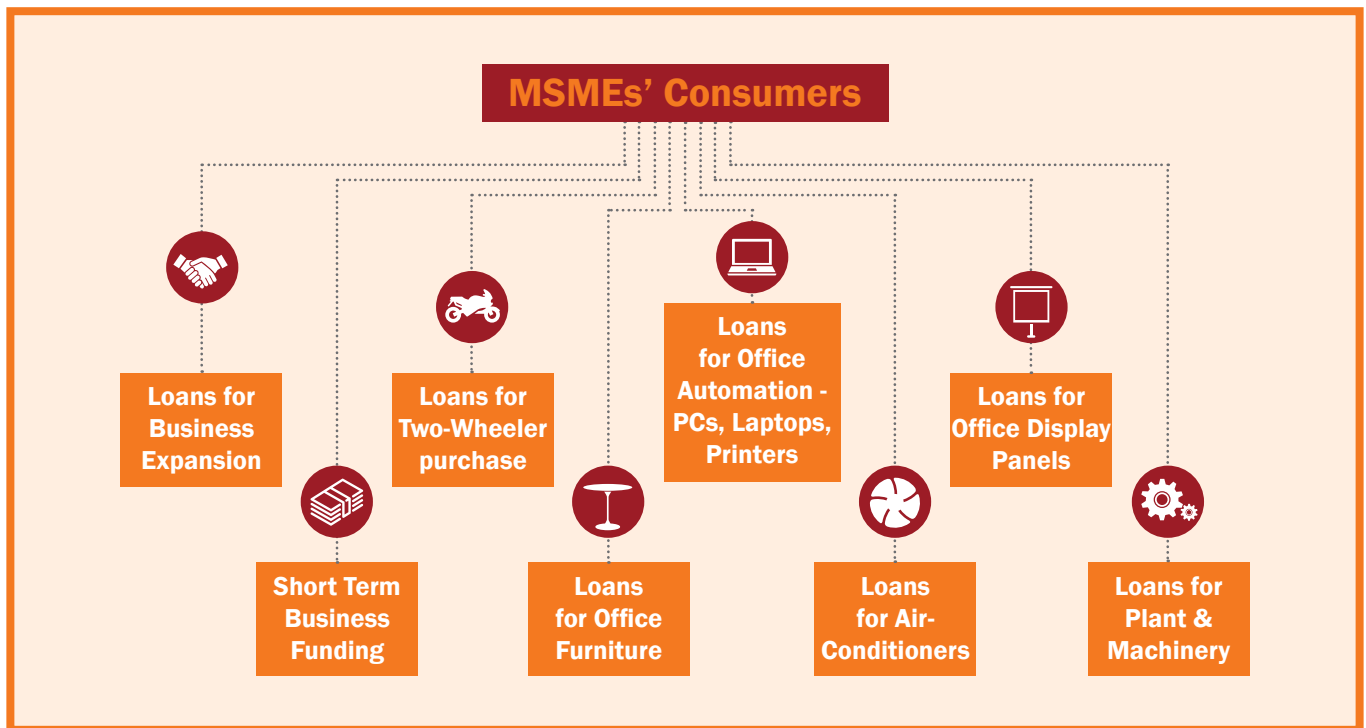 MSMEs’ Consumers
Loans for
Business
Expansion
Short Term
Business
Funding
Loans for
Two-Wheeler
purchase
Loans
for Office
Furniture
Loans
for Office
Automation -
PCs, Laptops,
Printers
Loans
for Air-
Conditioners
Loans for
Office Display
Panels
Loans for
Plant &
Machinery